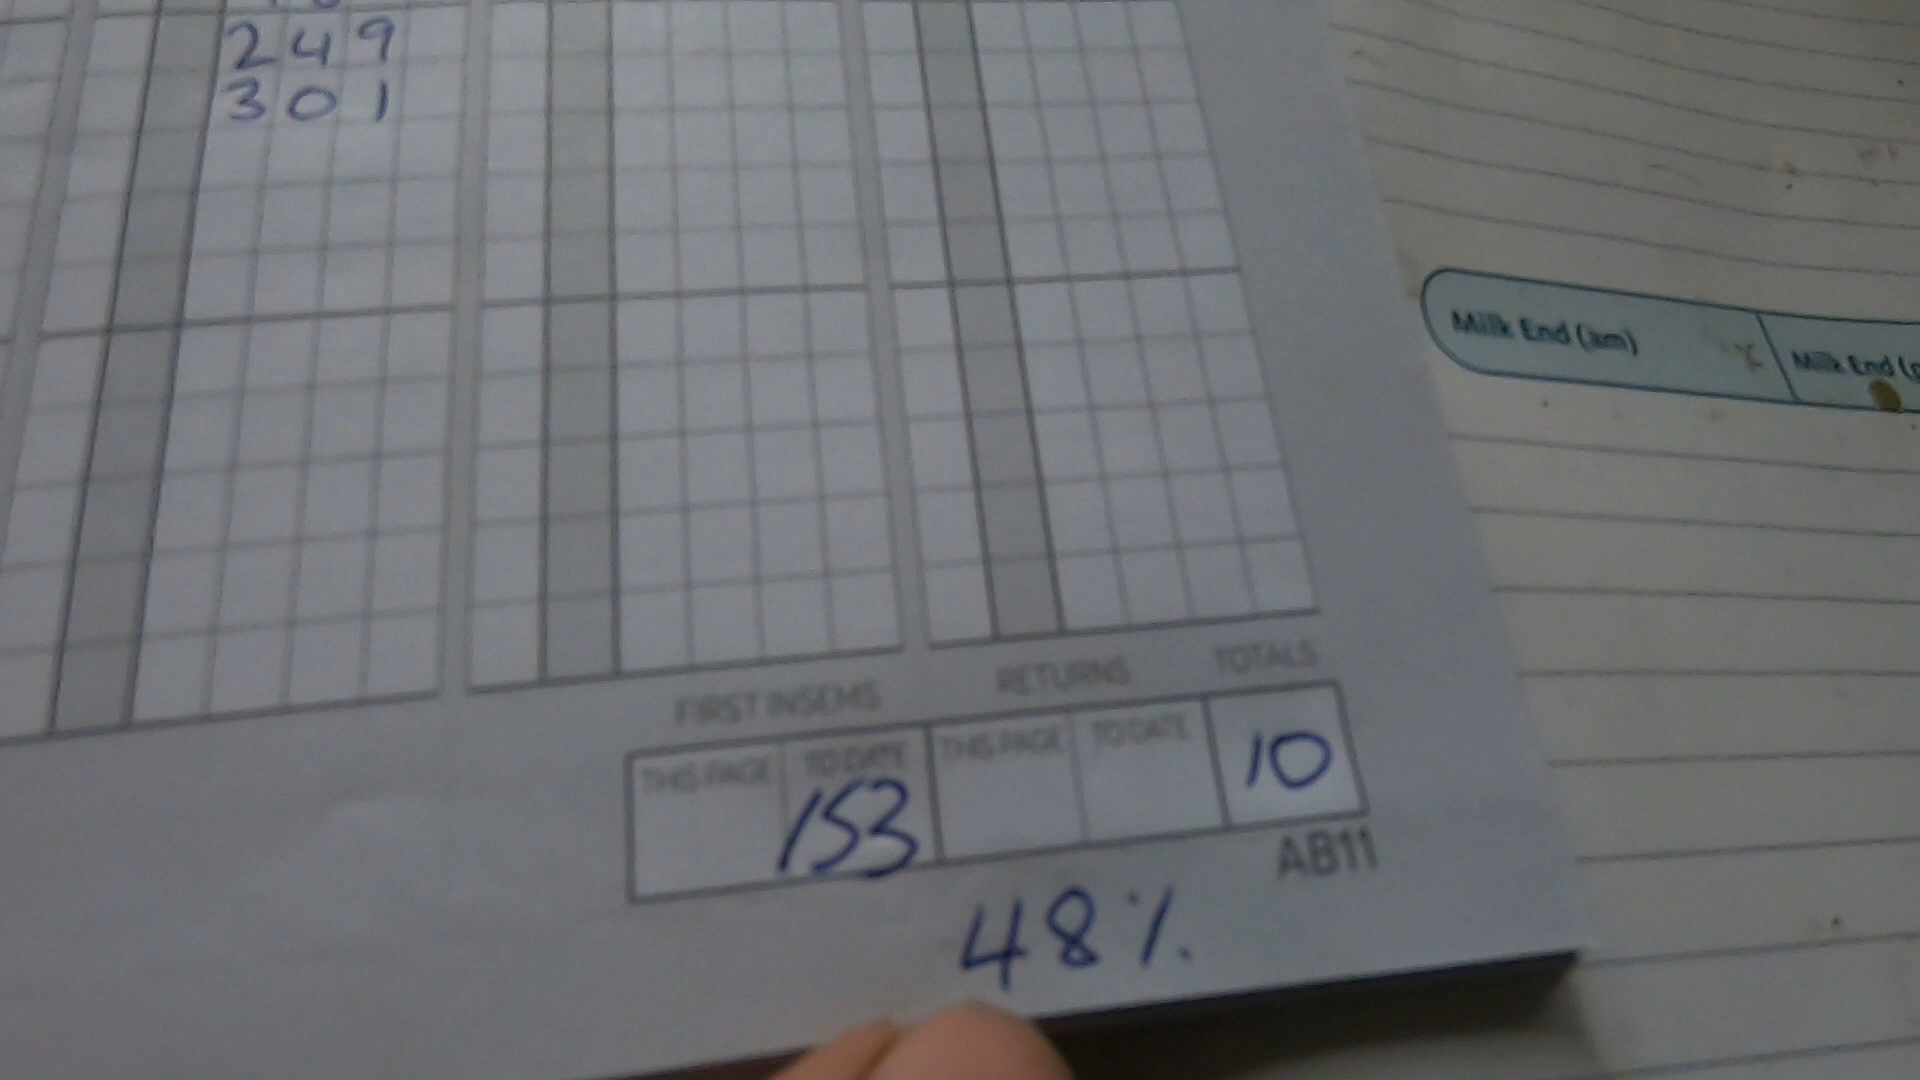 249
301
Milk End (am) °C Milk End (
FIRST INSEMS RETURNS TOTALS
THIS PAGE TO DATE THIS PAGE TO DATE 10
153
AB11
48%